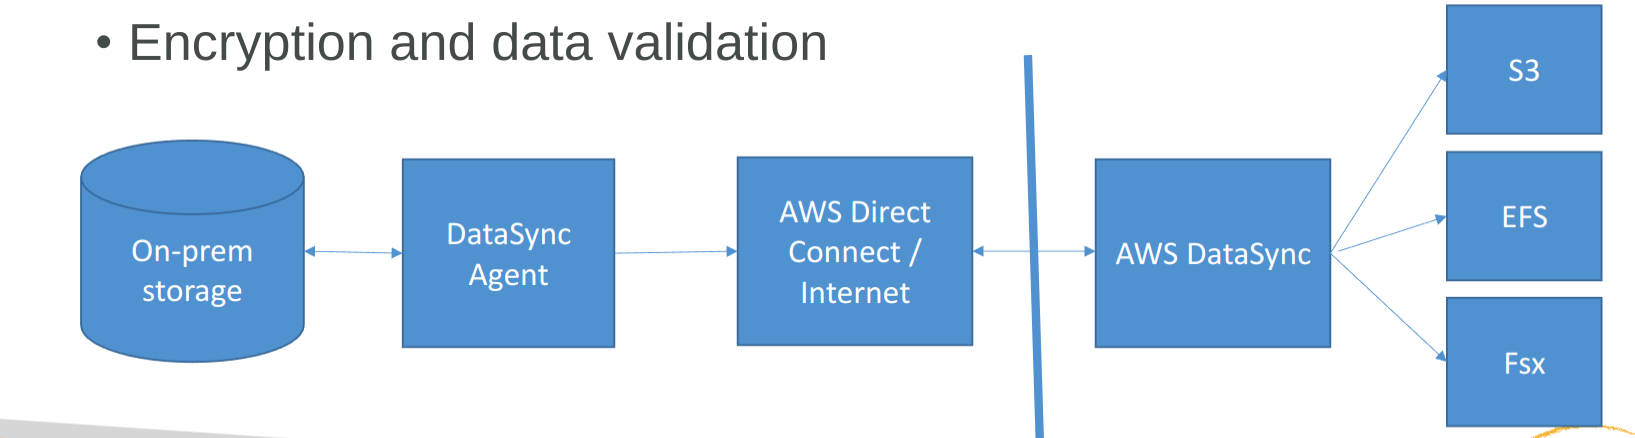 • Encryption and data validation
On-prem
storage
DataSync
Agent
AWS Direct
Connect /
Internet
AWS DataSync
S3
EFS
Fsx